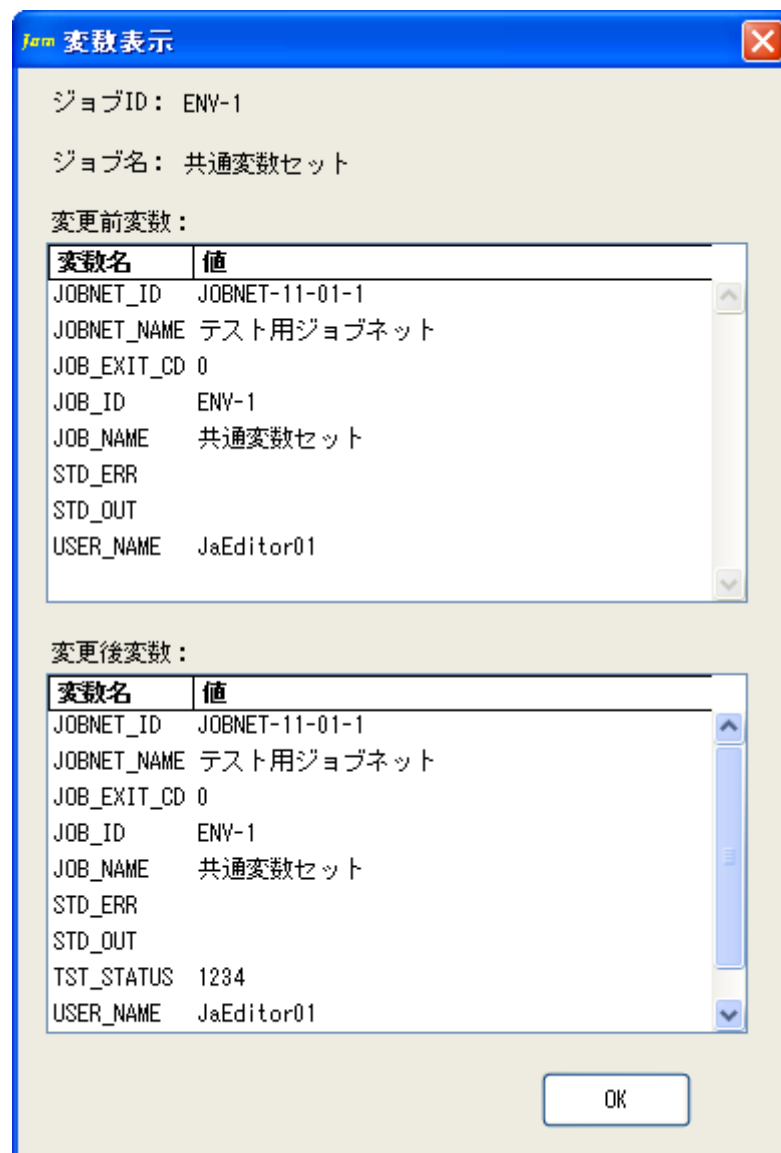 Jam 変数表示
ジョブID： ENV-1
ジョブ名： 共通変数セット
変更前変数：
変数名 値
JOBNET_ID JOBNET-11-01-1
JOBNET_NAME テスト用ジョブネット
JOB_EXIT_CD 0
JOB_ID ENV-1
JOB_NAME 共通変数セット
STD_ERR
STD_OUT
USER_NAME JaEditor01
変更後変数：
変数名 値
JOBNET_ID JOBNET-11-01-1
JOBNET_NAME テスト用ジョブネット
JOB_EXIT_CD 0
JOB_ID ENV-1
JOB_NAME 共通変数セット
STD_ERR
STD_OUT
TST_STATUS 1234
USER_NAME JaEditor01
OK